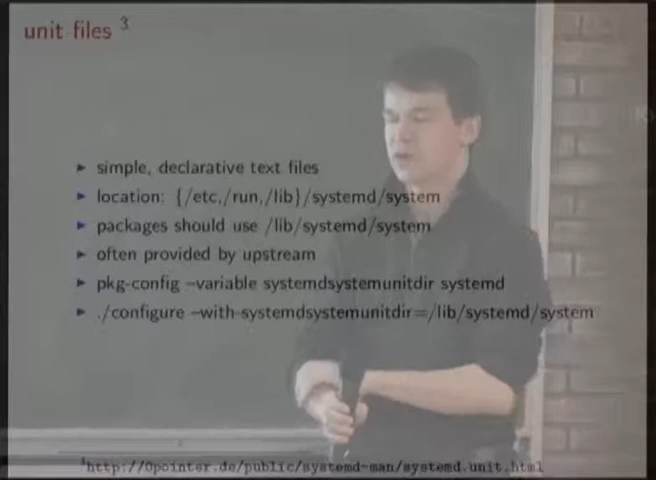 unit files 3
► simple, declarative text files
► location: {/etc,/run,/lib}/systemd/system
► packages should use /lib/systemd/system
► often provided by upstream
► pkg-config –variable systemdsystemunitdir systemd
► ./configure –with-systemdsystemunitdir=/lib/systemd/system
3http://0pointer.de/public/systemd-man/systemd.unit.html